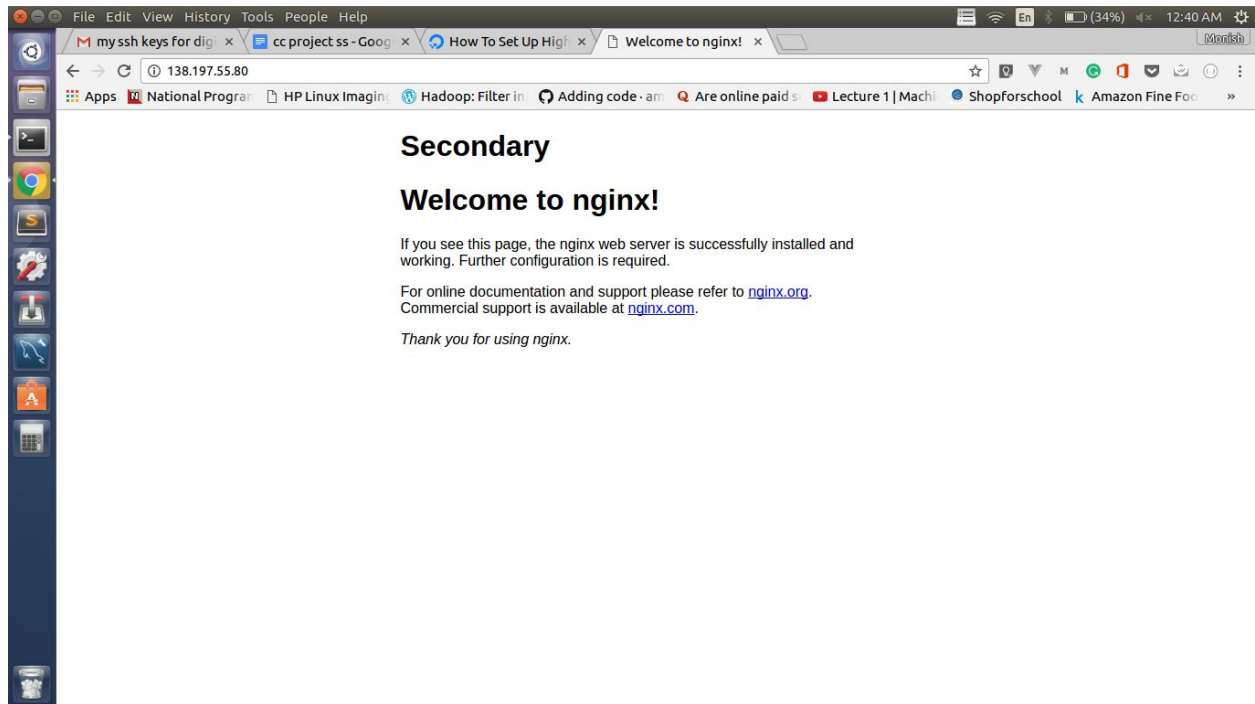 File Edit View History Tools People Help
En (34%) 12:40 AM
my ssh keys for digi cc project ss - Goog How To Set Up High Welcome to nginx! Monish
138.197.55.80
Apps National Progran HP Linux Imaging Hadoop: Filter in Adding code · am Q Are online paid s Lecture 1 | Machi Shopforschool k Amazon Fine Foo »
Secondary
Welcome to nginx!
If you see this page, the nginx web server is successfully installed and
working. Further configuration is required.
For online documentation and support please refer to nginx.org.
Commercial support is available at nginx.com.
Thank you for using nginx.